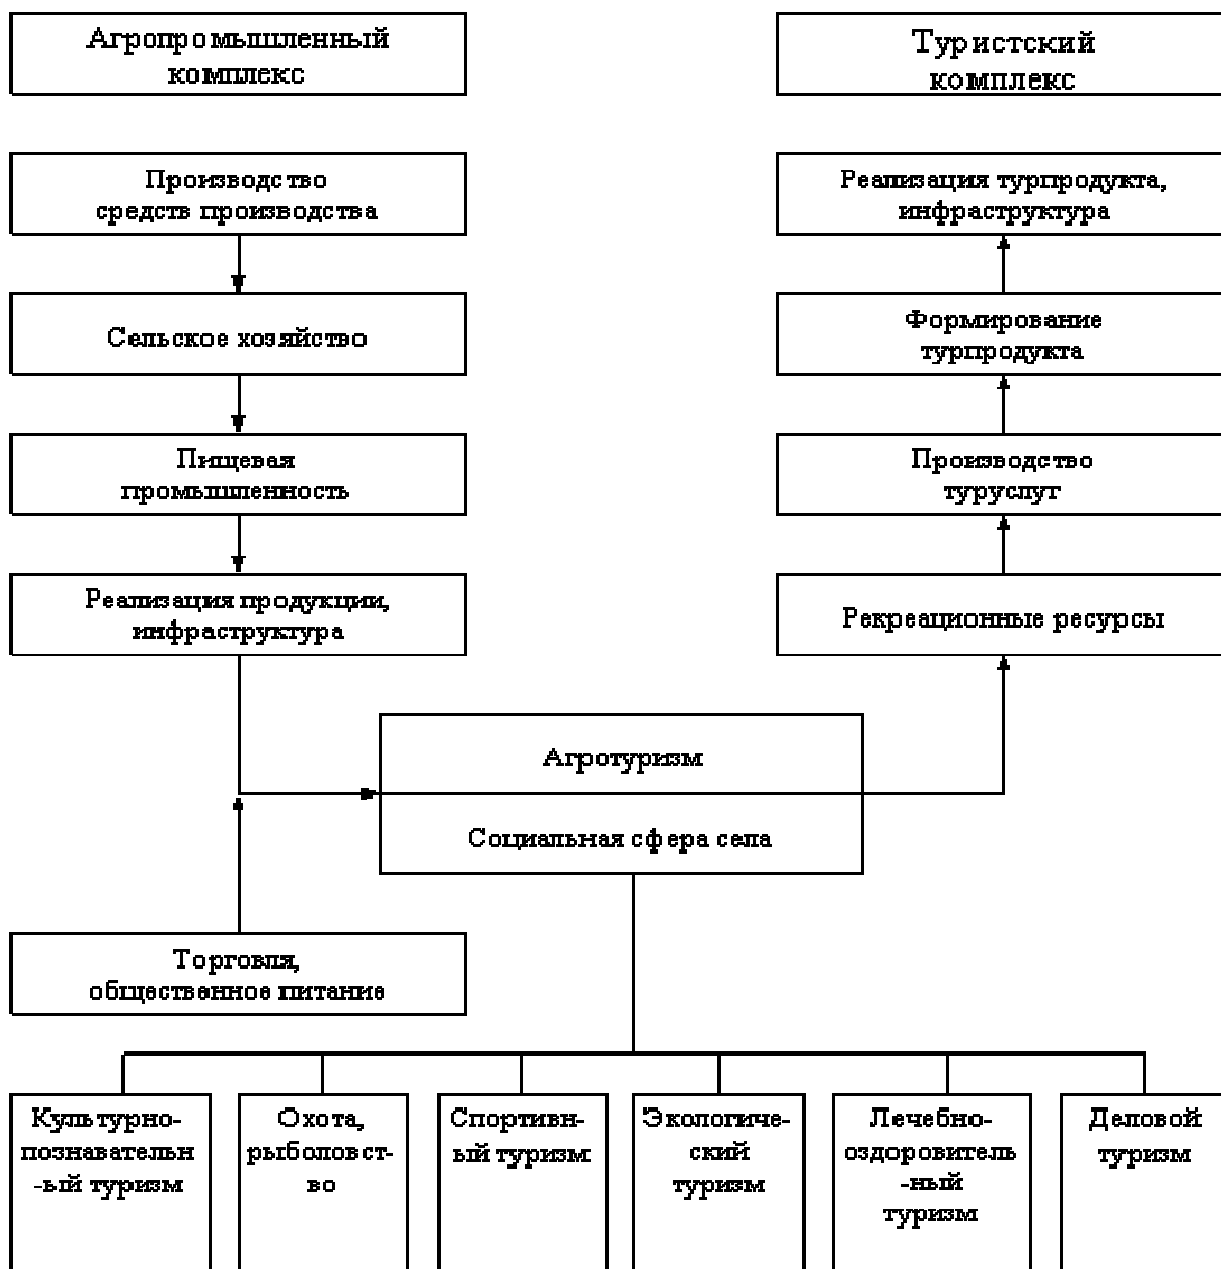 Агропромышленный
комплекс
Туристский
комплекс
Производство
средств производства
Реализация турпродукта,
инфраструктура
Сельское хозяйство
Формирование
турпродукта
Пищевая
промышленность
Производство
туруслуг
Реализация продукции,
инфраструктура
Рекреационные ресурсы
Агротуризм
Социальная сфера села
Торговля,
общественное питание
Культурно-
познавательн
-ый туризм
Охота,
рыболовст-
во
Спортивн-
ый туризм
Экологиче-
ский
туризм
Лечебно-
оздоровитель
-ный
туризм
Деловой
туризм